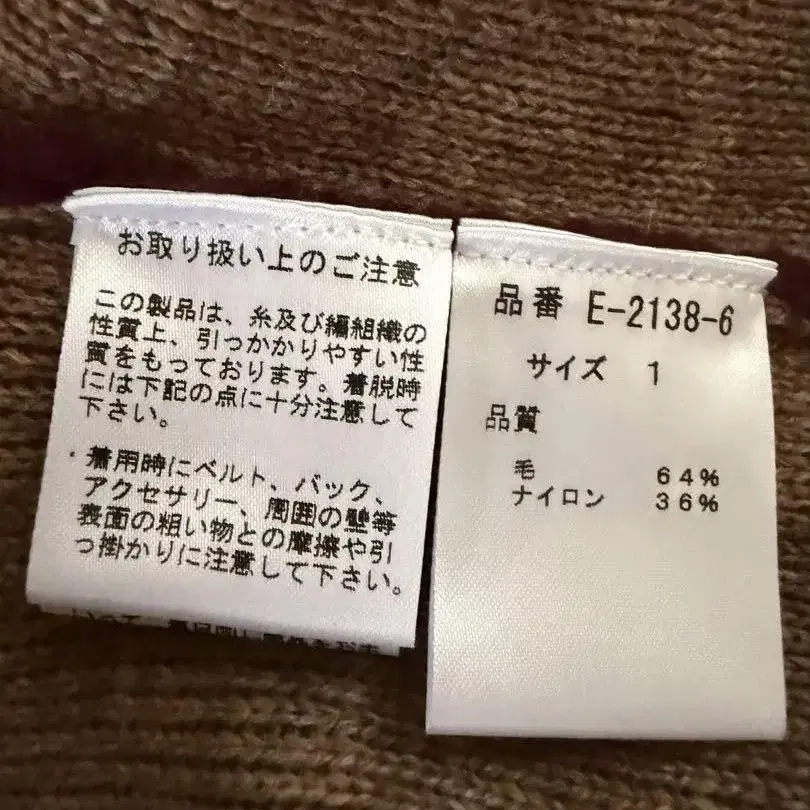 お取り扱い上のご注意
この製品は、糸及び編組織の
性質上、引っかかりやすい性
質をもっております。着脱時
には下記の点に十分注意して
下さい。
・着用時にベルト、バック、
アクセサリー、周囲の壁等
表面の粗い物との摩擦や引
っ掛かりに注意して下さい。
品番 E-2138-6
サイズ 1
品質
毛 64%
ナイロン 36%